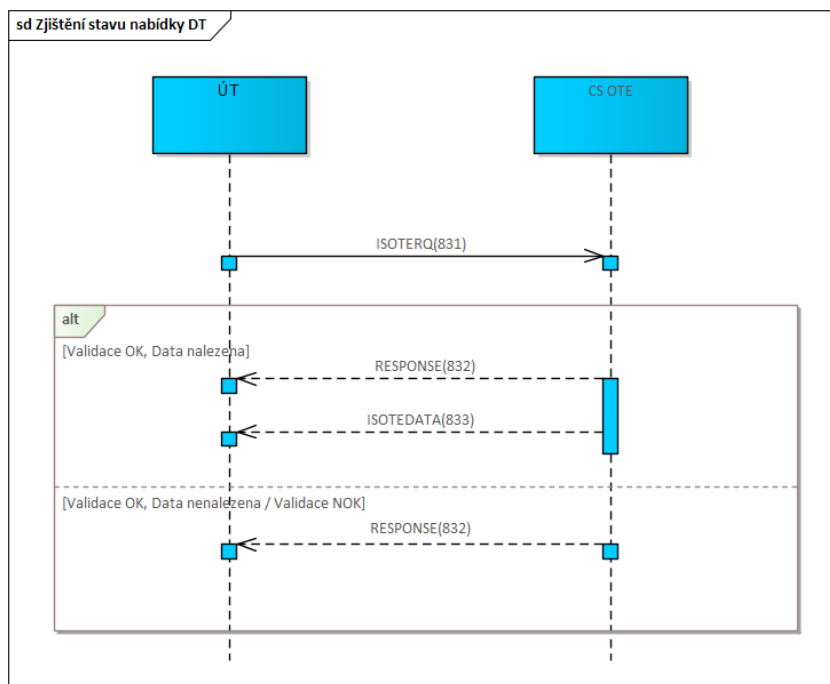 sd Zjištění stavu nabídky DT
ÚT
CS OTE
ISOTERQ(831)
alt
[Validace OK, Data nalezena]
RESPONSE(832)
ISOTEDATA(833)
[Validace OK, Data nenalezena / Validace NOK]
RESPONSE(832)